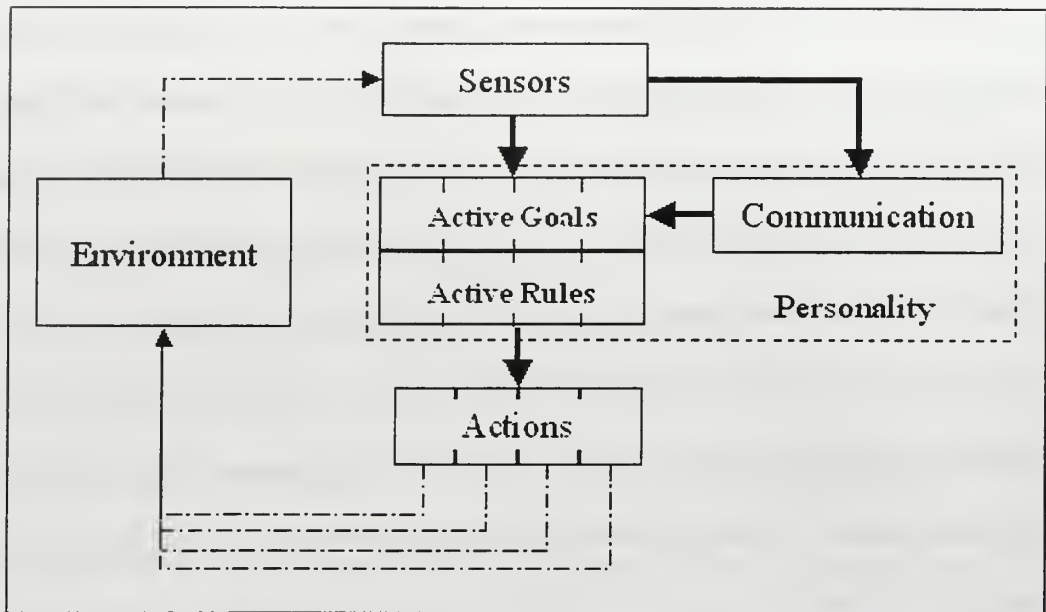 Sensors
Active Goals
Communication
Environment
Active Rules
Personality
Actions